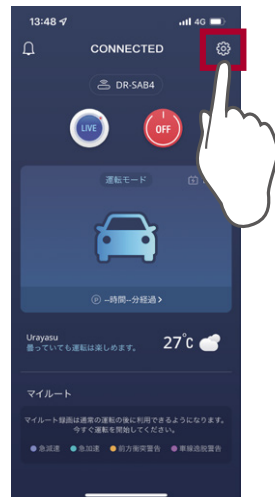 13:48 4G
CONNECTED
DR-SAB4
LIVE
OFF
運転モード
Ⓟ --時間--分経過 >
Urayasu
曇っていても運転は楽しめます。
27°c
マイルート
マイルート録画は通常の運転の後に利用できるようになります。
今すぐ運転を開始してください。
急減速 急加速 前方衝突警告 車線逸脱警告